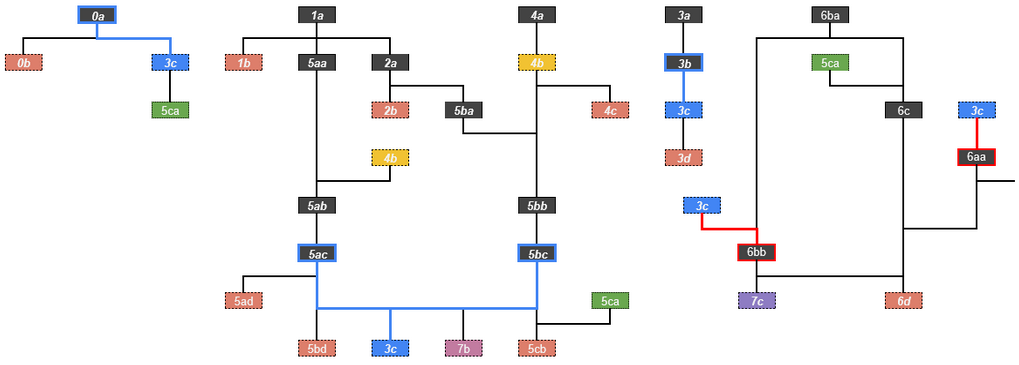 0a 1a 4a 3a 6ba
0b 3c 1b 5aa 2a 4b 3b 5ca
5ca 2b 5ba 4c 3c 6c 3c
4b 3d 6aa
5ab 5bb 3c
5ac 5bc 6bb
5ad 5ca 7c 6d
5bd 3c 7b 5cb